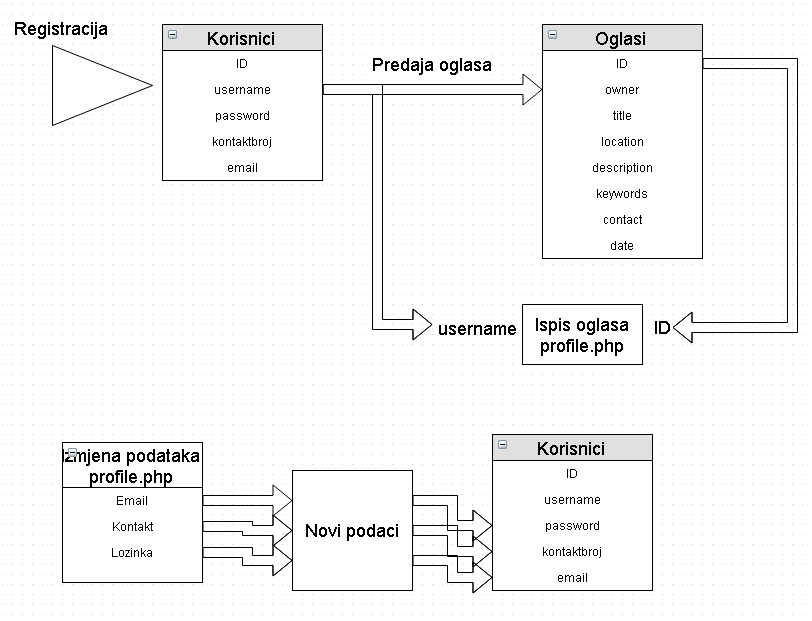 Registracija
Korisnici
ID
username
password
kontaktbroj
email
Predaja oglasa
Oglasi
ID
owner
title
location
description
keywords
contact
date
username
Ispis oglasa
profile.php
ID
Izmjena podataka
profile.php
Email
Kontakt
Lozinka
Novi podaci
Korisnici
ID
username
password
kontaktbroj
email